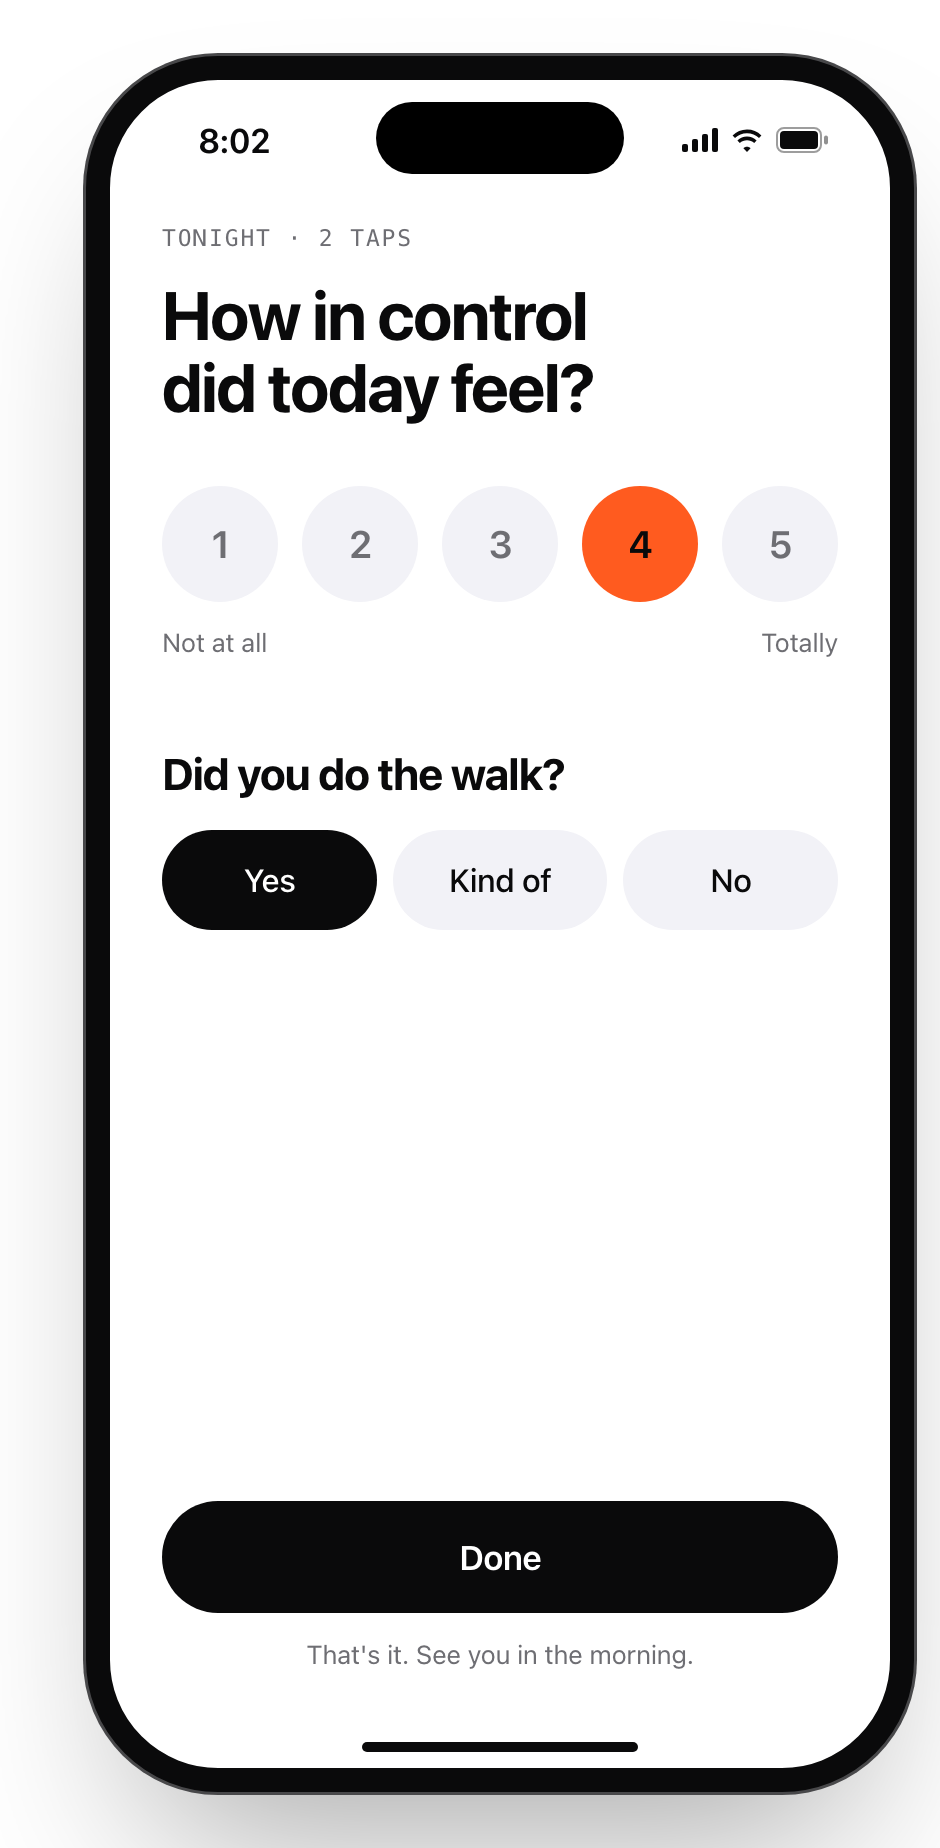 8:02
TONIGHT · 2 TAPS
How in control
did today feel?
1 2 3 4 5
Not at all Totally
Did you do the walk?
Yes Kind of No
Done
That's it. See you in the morning.